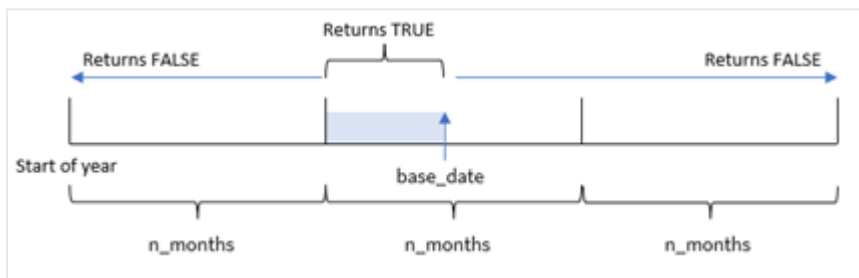 Returns TRUE
Returns FALSE
Returns FALSE
Start of year
base_date
n_months
n_months
n_months